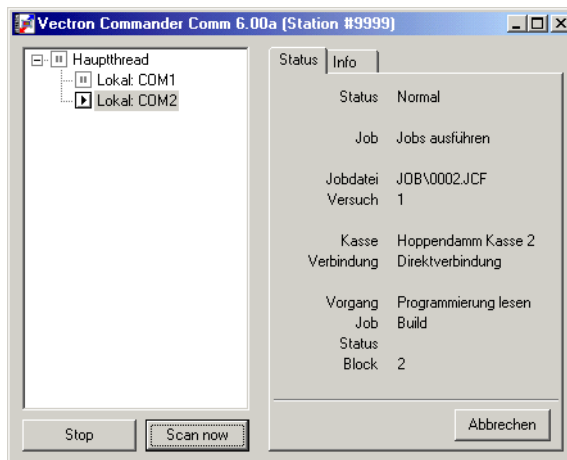 Vectron Commander Comm 6.00a (Station #9999)
Hauptthread
Lokal: COM1
Lokal: COM2
Stop
Scan now
Status
Info
Status Normal
Job Jobs ausführen
Jobdatei JOB\0002.JCF
Versuch 1
Kasse Hoppendamm Kasse 2
Verbindung Direktverbindung
Vorgang Programmierung lesen
Job Build
Status
Block 2
Abbrechen